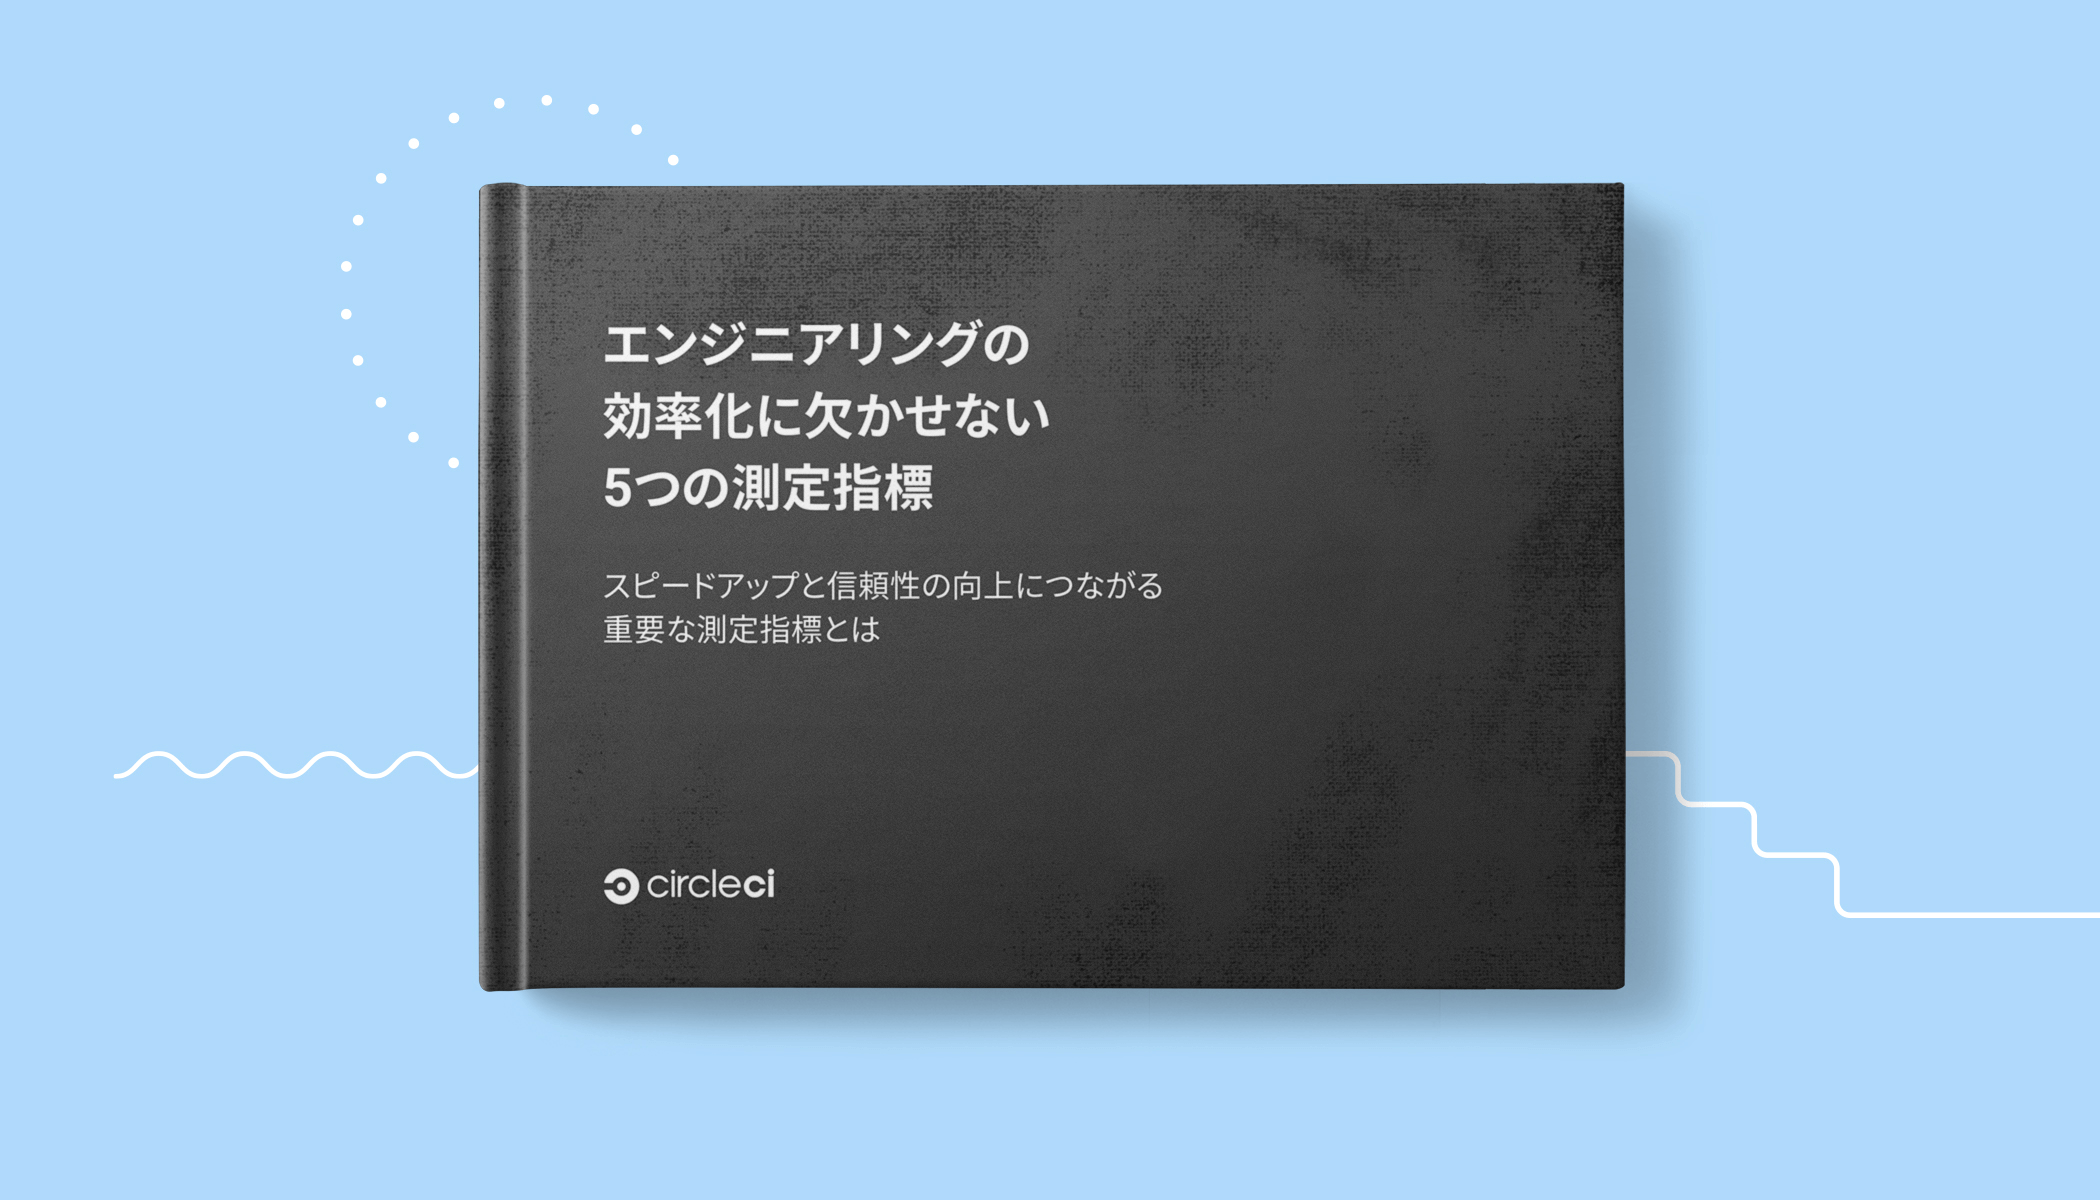 エンジニアリングの
効率化に欠かせない
5つの測定指標
スピードアップと信頼性の向上につながる
重要な測定指標とは
circleci